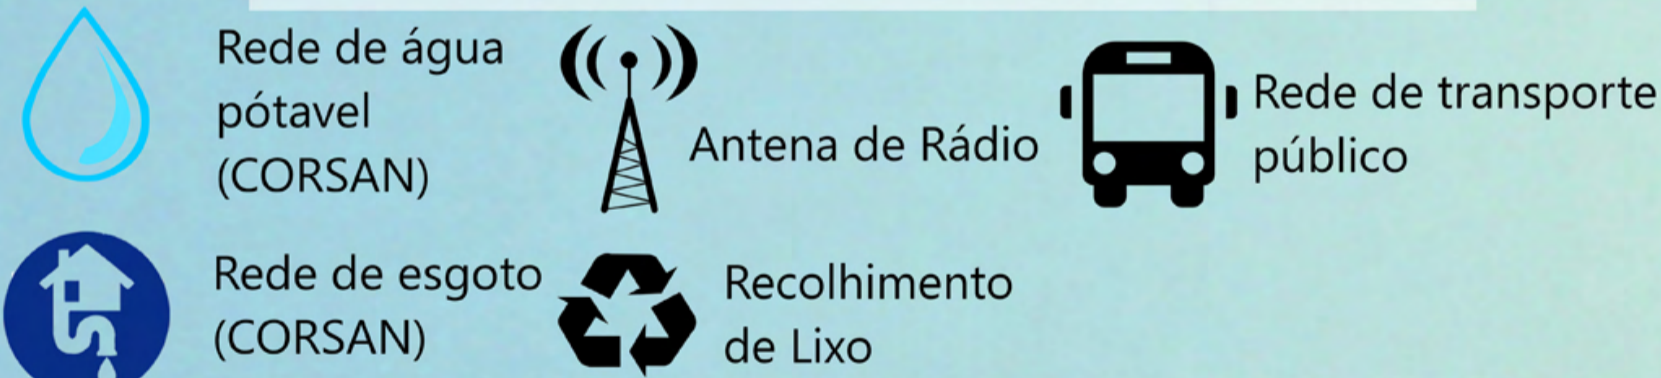 Rede de água
pótavel
(CORSAN)
Antena de Rádio
Rede de transporte
público
Rede de esgoto
(CORSAN)
Recolhimento
de Lixo